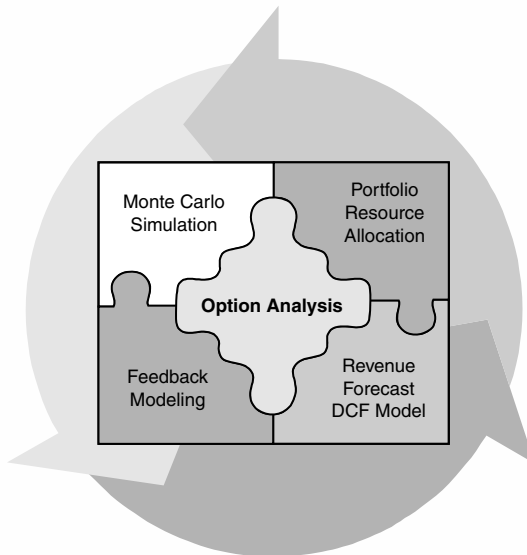 Monte Carlo
Simulation
Portfolio
Resource
Allocation
Option Analysis
Feedback
Modeling
Revenue
Forecast
DCF Model